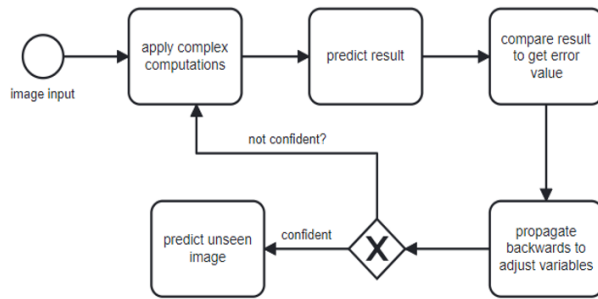 image input
apply complex
computations
predict result
compare result
to get error
value
propagate
backwards to
adjust variables
X
not confident?
confident
predict unseen
image